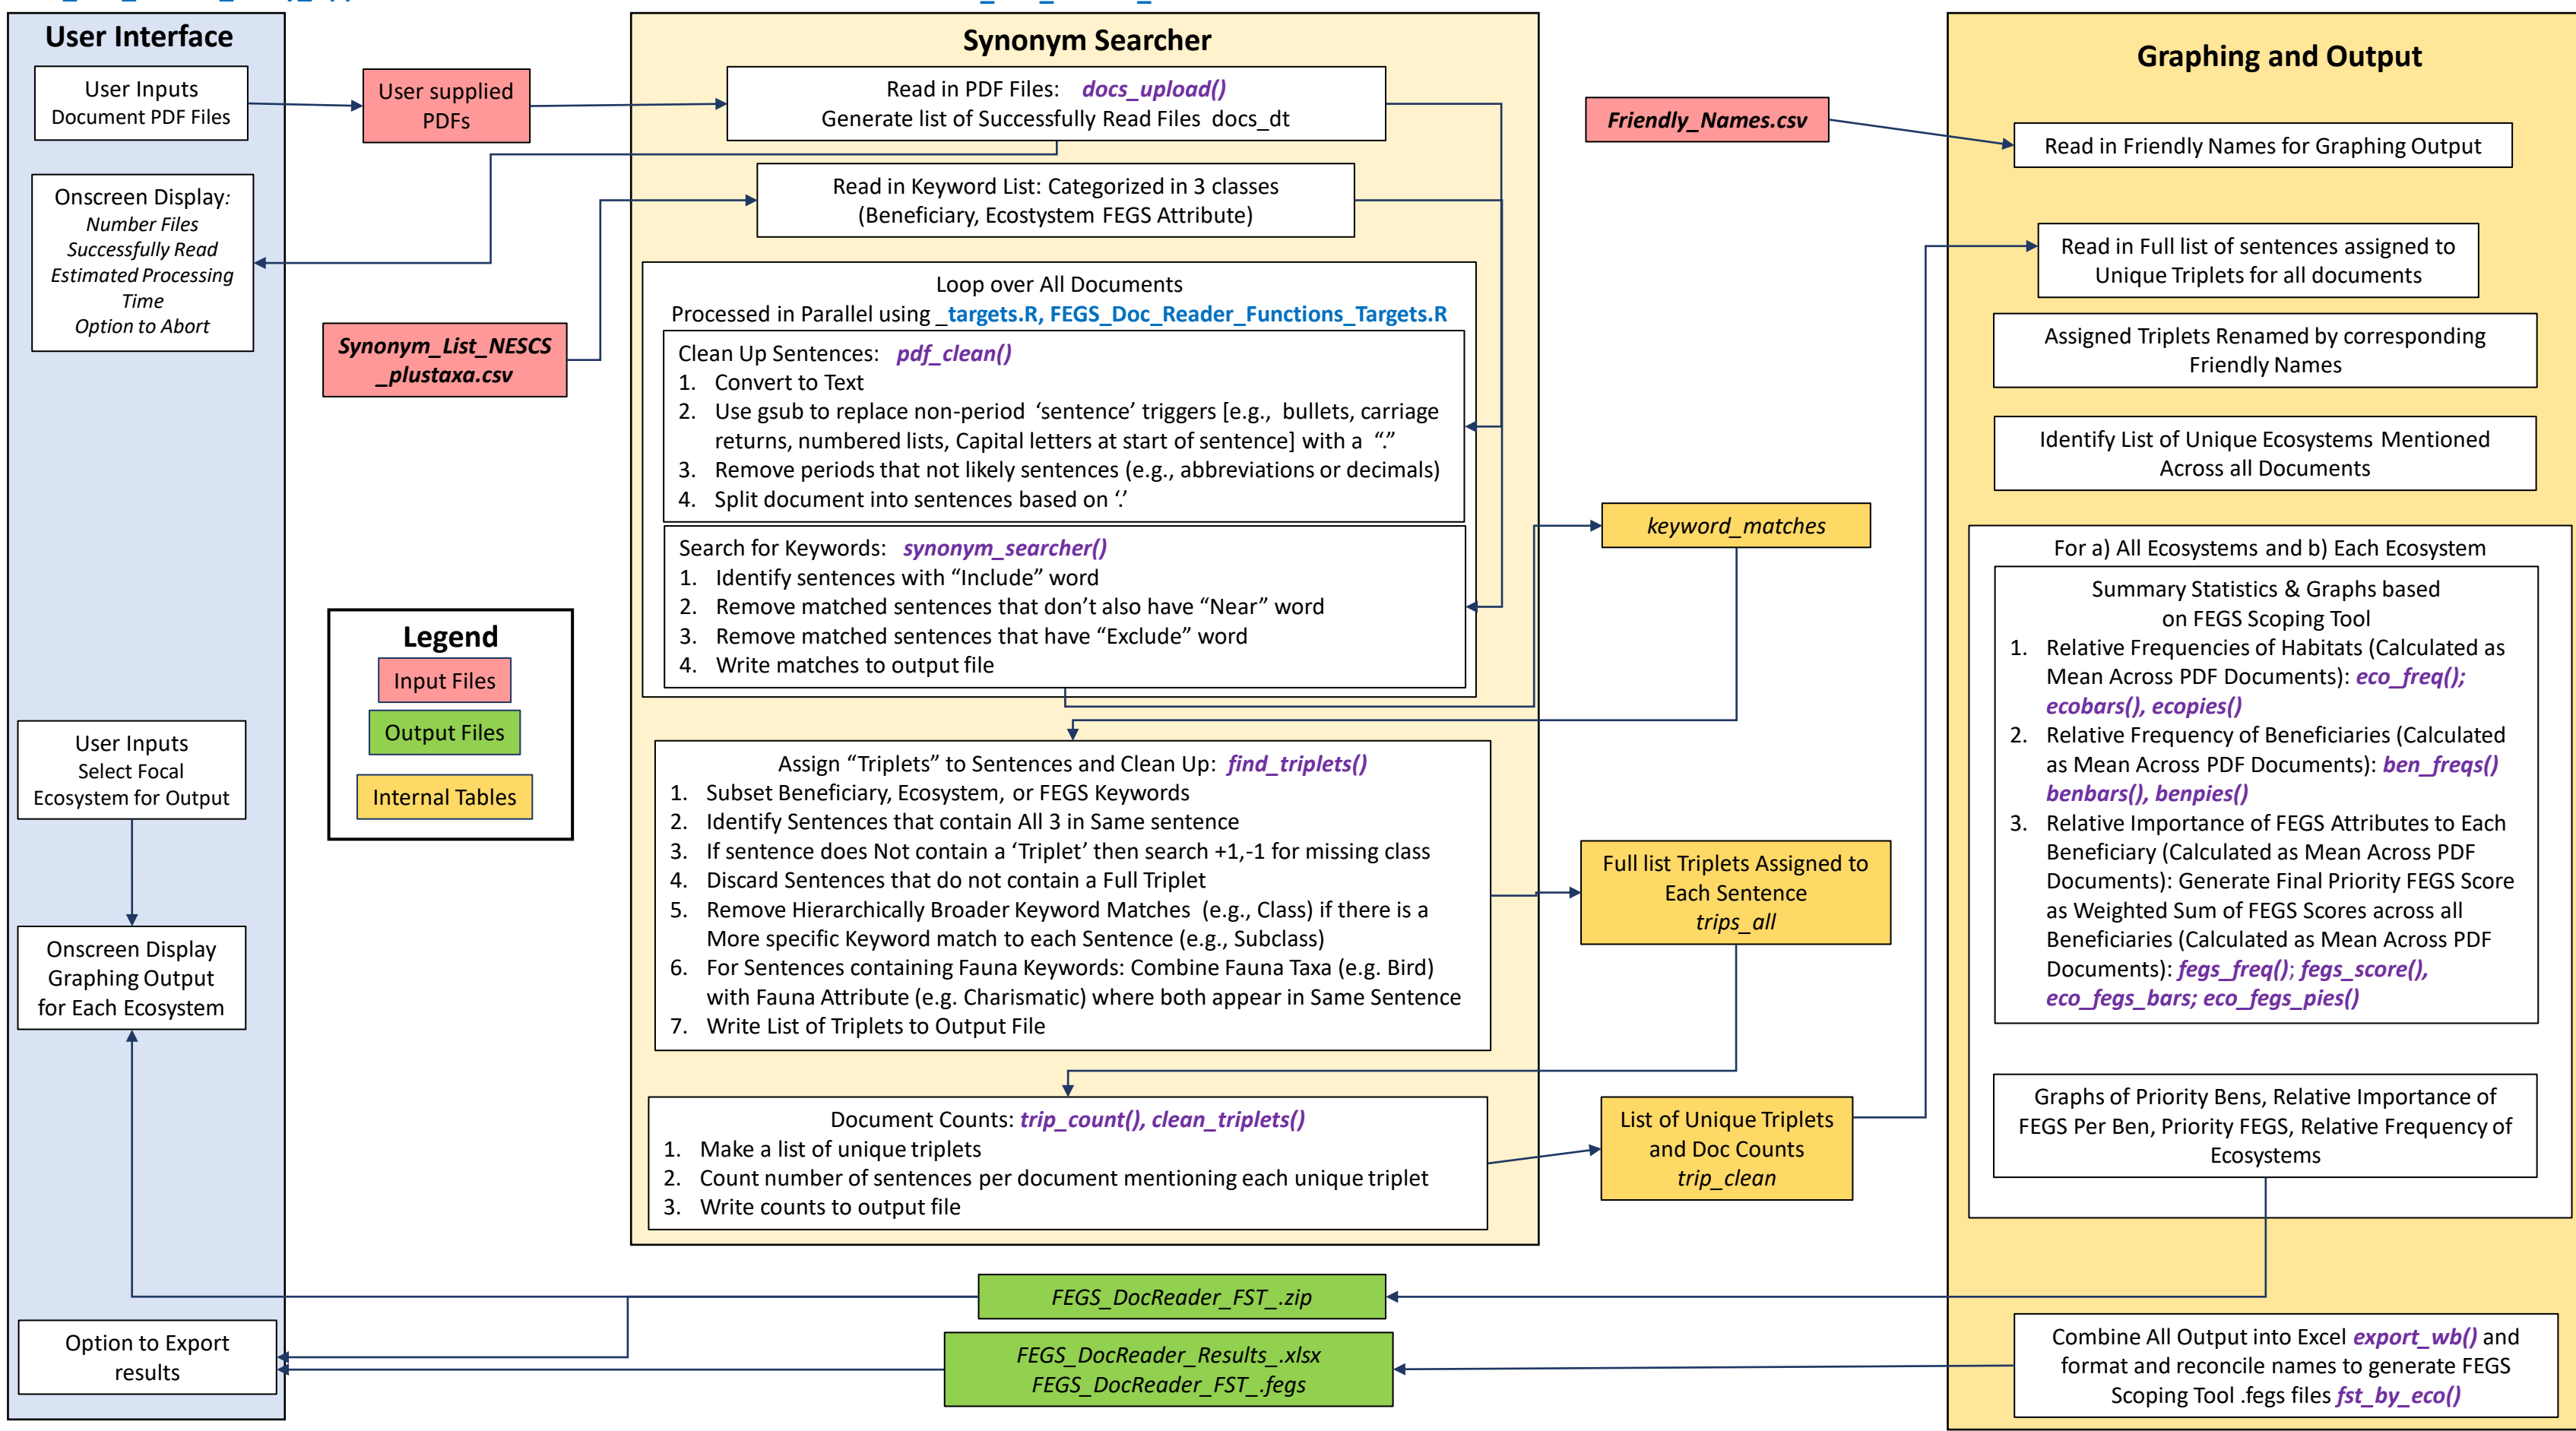 User Interface
User Inputs
Document PDF Files
Onscreen Display:
Number Files
Successfully Read
Estimated Processing
Time
Option to Abort
User Inputs
Select Focal
Ecosystem for Output
Onscreen Display
Graphing Output
for Each Ecosystem
Option to Export
results
User supplied
PDFs
Synonym_List_NESCS
_plustaxa.csv
Legend
Input Files
Output Files
Internal Tables
Synonym Searcher
Read in PDF Files: docs_upload()
Generate list of Successfully Read Files docs_dt
Read in Keyword List: Categorized in 3 classes
(Beneficiary, Ecostystem FEGS Attribute)
Loop over All Documents
Processed in Parallel using _targets.R, FEGS_Doc_Reader_Functions_Targets.R
Clean Up Sentences: pdf_clean()
1. Convert to Text
2. Use gsub to replace non-period ‘sentence’ triggers [e.g., bullets, carriage
returns, numbered lists, Capital letters at start of sentence] with a “.”
3. Remove periods that not likely sentences (e.g., abbreviations or decimals)
4. Split document into sentences based on ‘.’
Search for Keywords: synonym_searcher()
1. Identify sentences with “Include” word
2. Remove matched sentences that don’t also have “Near” word
3. Remove matched sentences that have “Exclude” word
4. Write matches to output file
Assign “Triplets” to Sentences and Clean Up: find_triplets()
1. Subset Beneficiary, Ecosystem, or FEGS Keywords
2. Identify Sentences that contain All 3 in Same sentence
3. If sentence does Not contain a ‘Triplet’ then search +1,-1 for missing class
4. Discard Sentences that do not contain a Full Triplet
5. Remove Hierarchically Broader Keyword Matches (e.g., Class) if there is a
More specific Keyword match to each Sentence (e.g., Subclass)
6. For Sentences containing Fauna Keywords: Combine Fauna Taxa (e.g. Bird)
with Fauna Attribute (e.g. Charismatic) where both appear in Same Sentence
7. Write List of Triplets to Output File
Document Counts: trip_count(), clean_triplets()
1. Make a list of unique triplets
2. Count number of sentences per document mentioning each unique triplet
3. Write counts to output file
Friendly_Names.csv
keyword_matches
Full list Triplets Assigned to
Each Sentence
trips_all
List of Unique Triplets
and Doc Counts
trip_clean
FEGS_DocReader_FST_.zip
FEGS_DocReader_Results_.xlsx
FEGS_DocReader_FST_.fegs
Graphing and Output
Read in Friendly Names for Graphing Output
Read in Full list of sentences assigned to
Unique Triplets for all documents
Assigned Triplets Renamed by corresponding
Friendly Names
Identify List of Unique Ecosystems Mentioned
Across all Documents
For a) All Ecosystems and b) Each Ecosystem
Summary Statistics & Graphs based
on FEGS Scoping Tool
1. Relative Frequencies of Habitats (Calculated as
Mean Across PDF Documents): eco_freq();
ecobars(), ecopies()
2. Relative Frequency of Beneficiaries (Calculated
as Mean Across PDF Documents): ben_freqs()
benbars(), benpies()
3. Relative Importance of FEGS Attributes to Each
Beneficiary (Calculated as Mean Across PDF
Documents): Generate Final Priority FEGS Score
as Weighted Sum of FEGS Scores across all
Beneficiaries (Calculated as Mean Across PDF
Documents): fegs_freq(); fegs_score(),
eco_fegs_bars; eco_fegs_pies()
Graphs of Priority Bens, Relative Importance of
FEGS Per Ben, Priority FEGS, Relative Frequency of
Ecosystems
Combine All Output into Excel export_wb() and
format and reconcile names to generate FEGS
Scoping Tool .fegs files fst_by_eco()